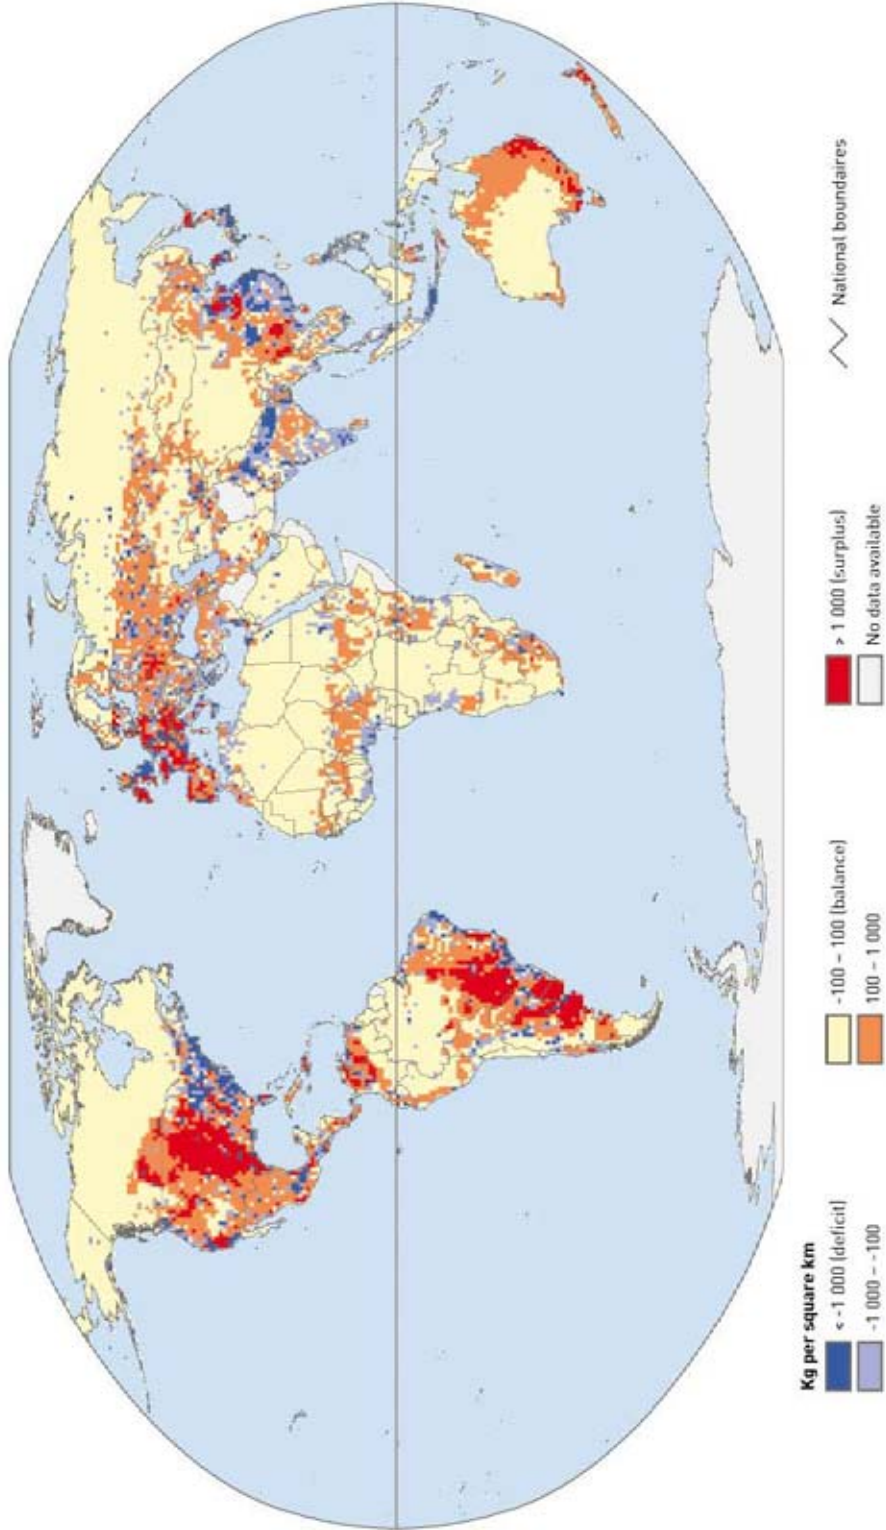 Kg per square km
< -1 000 (deficit)
-1 000 – -100
-100 – 100 (balance)
100 – 1 000
> 1 000 (surplus)
No data available
National boundaires